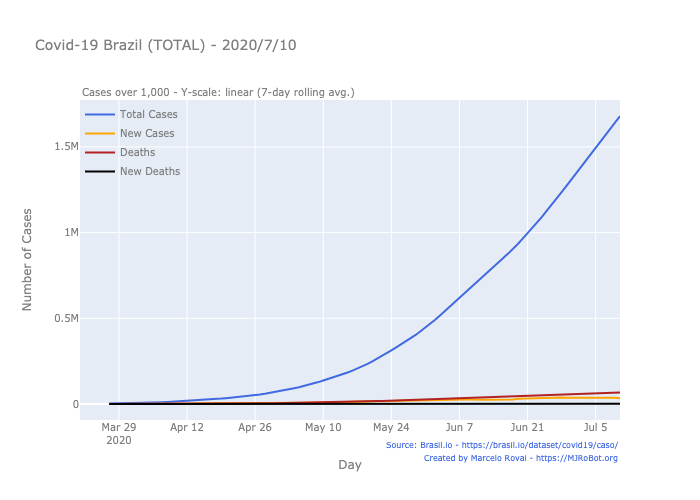 Covid-19 Brazil (TOTAL) - 2020/7/10
Cases over 1,000 - Y-scale: linear (7-day rolling avg.)
Total Cases
New Cases
Deaths
New Deaths
1.5M
1M
0.5M
0
Number of Cases
Mar 29 Apr 12 Apr 26 May 10 May 24 Jun 7 Jun 21 Jul 5
2020
Day
Source: Brasil.io - https://brasil.io/dataset/covid19/caso/
Created by Marcelo Rovai - https://MJRoBot.org